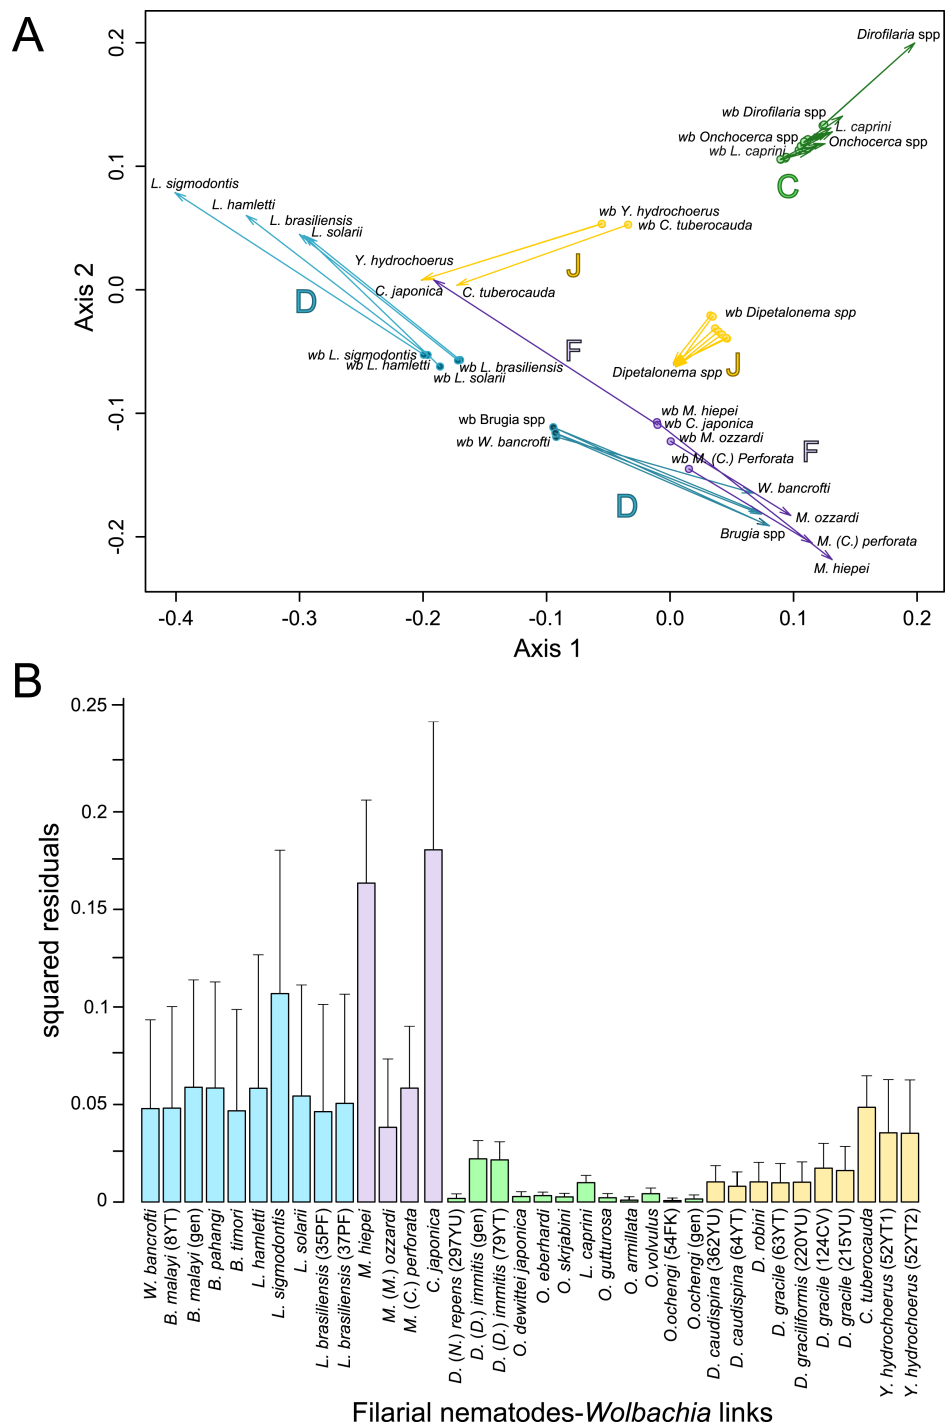 A
0.2
0.1
0.0
-0.1
-0.2
Axis 2
Dirofilaria spp
wb Dirofilaria spp
L. caprini
wb Onchocerca spp
Onchocerca spp
wb L. caprini
C
L. sigmodontis
L. hamletti
L. brasiliensis
L. solarii
wb Y. hydrochoerus
wb C. tuberocauda
Y. hydrochoerus
J
C. japonica
C. tuberocauda
D
wb Dipetalonema spp
F
wb L. sigmodontis
wb L. hamletti
wb L. brasiliensis
wb L. solarii
J
Dipetalonema spp
wb M. hiepei
wb Brugia spp
wb C. japonica
wb W. bancrofti
wb M. ozzardi
F
wb M. (C.) Perforata
W. bancrofti
D
M. ozzardi
Brugia spp
M. (C.) perforata
M. hiepei
-0.4 -0.3 -0.2 -0.1 0.0 0.1 0.2
Axis 1
B
0.25
0.2
0.15
0.1
0.05
0
squared residuals
W. bancrofti
B. malayi (8YT)
B. malayi (gen)
B. pahangi
B. timori
L. hamletti
L. sigmodontis
L. solarii
L. brasiliensis (35PF)
L. brasiliensis (37PF)
M. hiepei
M. (M.) ozzardi
M. (C.) perforata
C. japonica
D. (N.) repens (297YU)
D. (D.) immitis (gen)
D. (D.) immitis (79YT)
O. dewittei japonica
O. eberhardi
O. skrjabini
L. caprini
O. gutturosa
O. armillata
O.volvulus
O.ochengi (54FK)
O.ochengi (gen)
D. caudispina (362YU)
D. caudispina (64YT)
D. robini
D. gracile (63YT)
D. graciliformis (220YU)
D. gracile (124CV)
D. gracile (215YU)
C. tuberocauda
Y. hydrochoerus (52YT1)
Y. hydrochoerus (52YT2)
Filarial nematodes-Wolbachia links